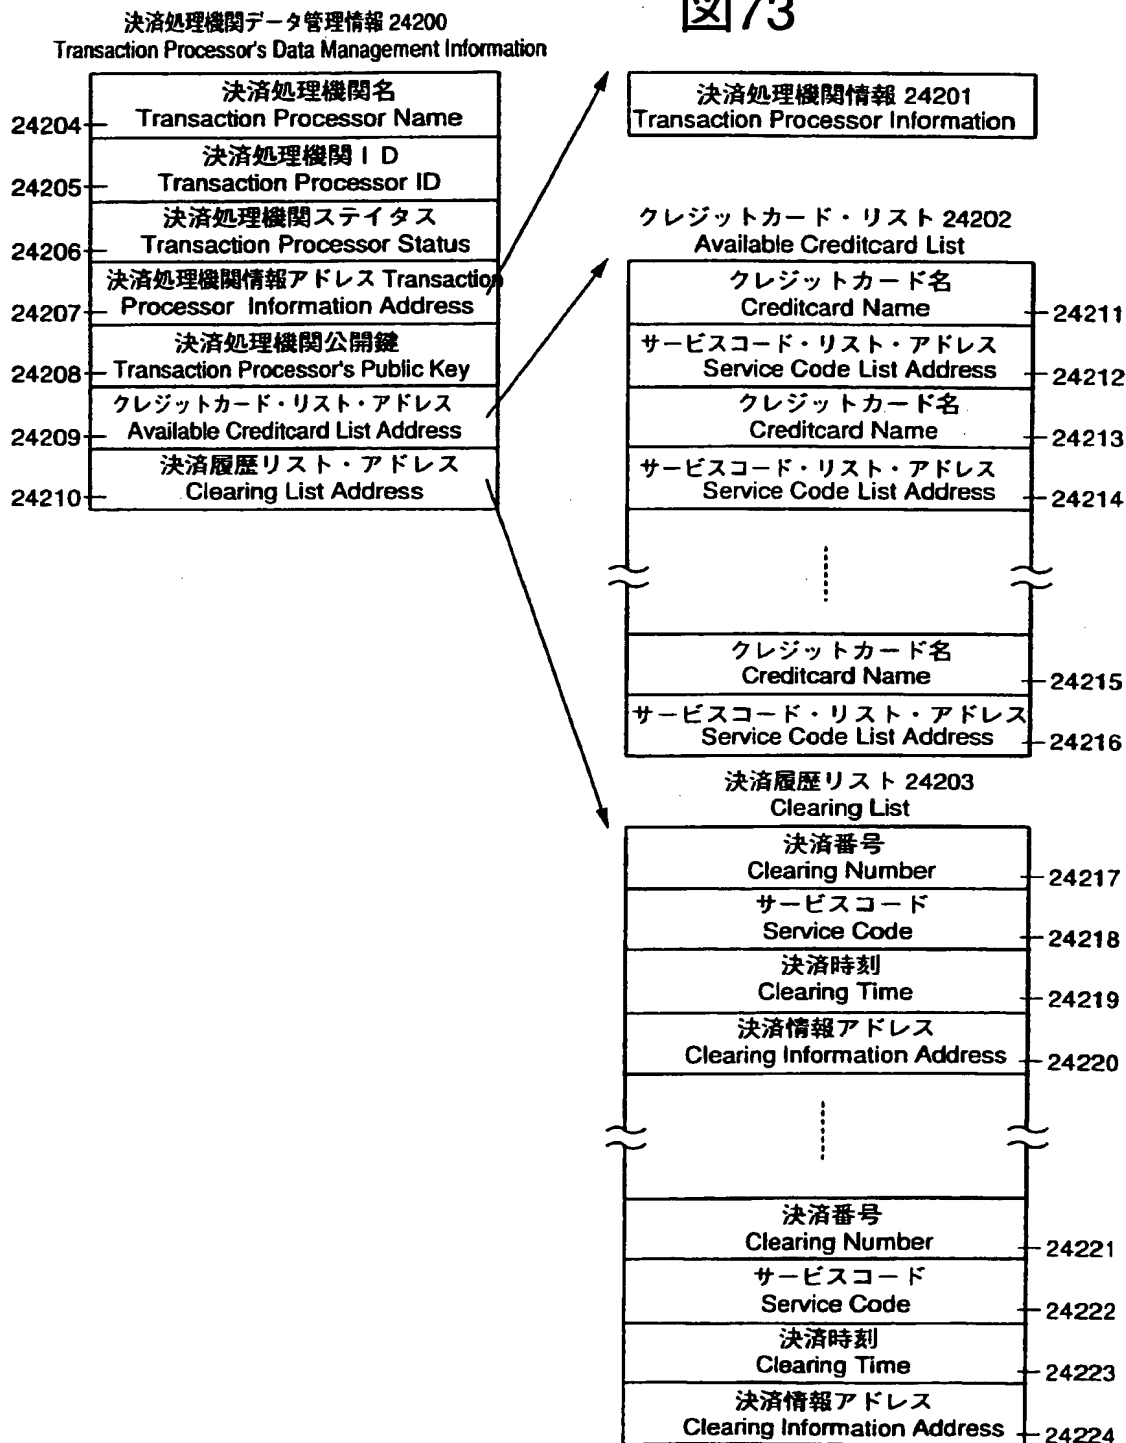 図73
決済処理機関データ管理情報 24200
Transaction Processor's Data Management Information
決済処理機関名
Transaction Processor Name
24204
決済処理機関ID
Transaction Processor ID
24205
決済処理機関ステイタス
Transaction Processor Status
24206
決済処理機関情報アドレス Transaction
Processor Information Address
24207
決済処理機関公開鍵
Transaction Processor's Public Key
24208
クレジットカード・リスト・アドレス
Available Creditcard List Address
24209
決済履歴リスト・アドレス
Clearing List Address
24210
決済処理機関情報 24201
Transaction Processor Information
クレジットカード・リスト 24202
Available Creditcard List
クレジットカード名
Creditcard Name
24211
サービスコード・リスト・アドレス
Service Code List Address
24212
クレジットカード名
Creditcard Name
24213
サービスコード・リスト・アドレス
Service Code List Address
24214
クレジットカード名
Creditcard Name
24215
サービスコード・リスト・アドレス
Service Code List Address
24216
決済履歴リスト 24203
Clearing List
決済番号
Clearing Number
24217
サービスコード
Service Code
24218
決済時刻
Clearing Time
24219
決済情報アドレス
Clearing Information Address
24220
決済番号
Clearing Number
24221
サービスコード
Service Code
24222
決済時刻
Clearing Time
24223
決済情報アドレス
Clearing Information Address
24224